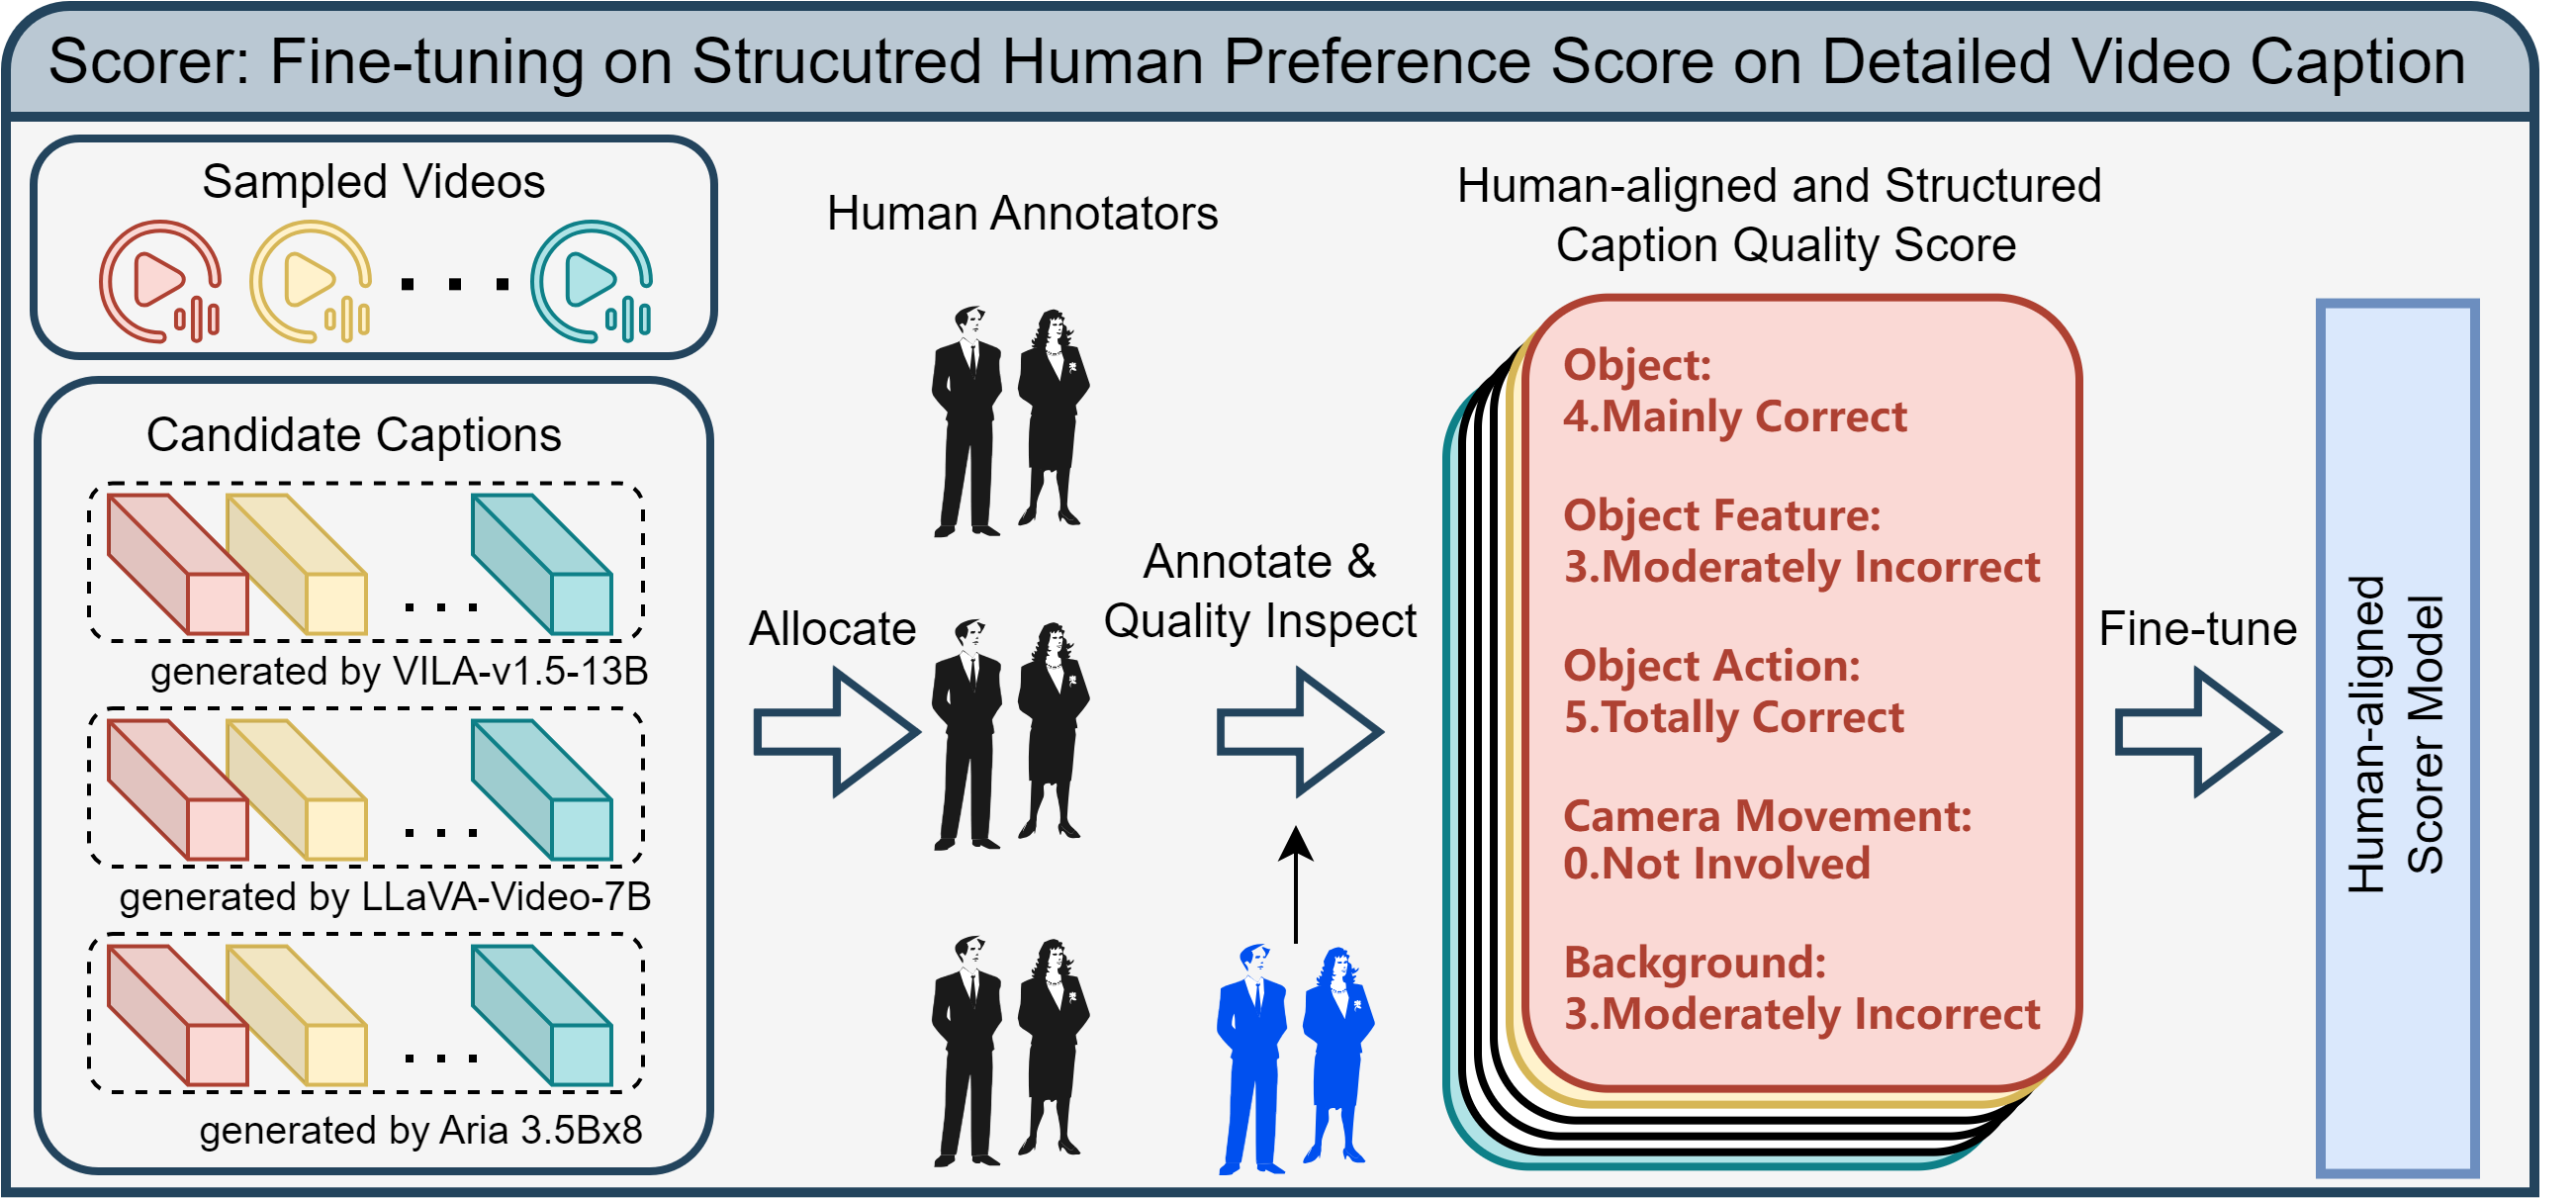 Scorer: Fine-tuning on Strucutred Human Preference Score on Detailed Video Caption
Sampled Videos
Candidate Captions
generated by VILA-v1.5-13B
generated by LLaVA-Video-7B
generated by Aria 3.5Bx8
Allocate
Human Annotators
Annotate &
Quality Inspect
Human-aligned and Structured
Caption Quality Score
Object:
4.Mainly Correct
Object Feature:
3.Moderately Incorrect
Object Action:
5.Totally Correct
Camera Movement:
0.Not Involved
Background:
3.Moderately Incorrect
Fine-tune
Human-aligned
Scorer Model